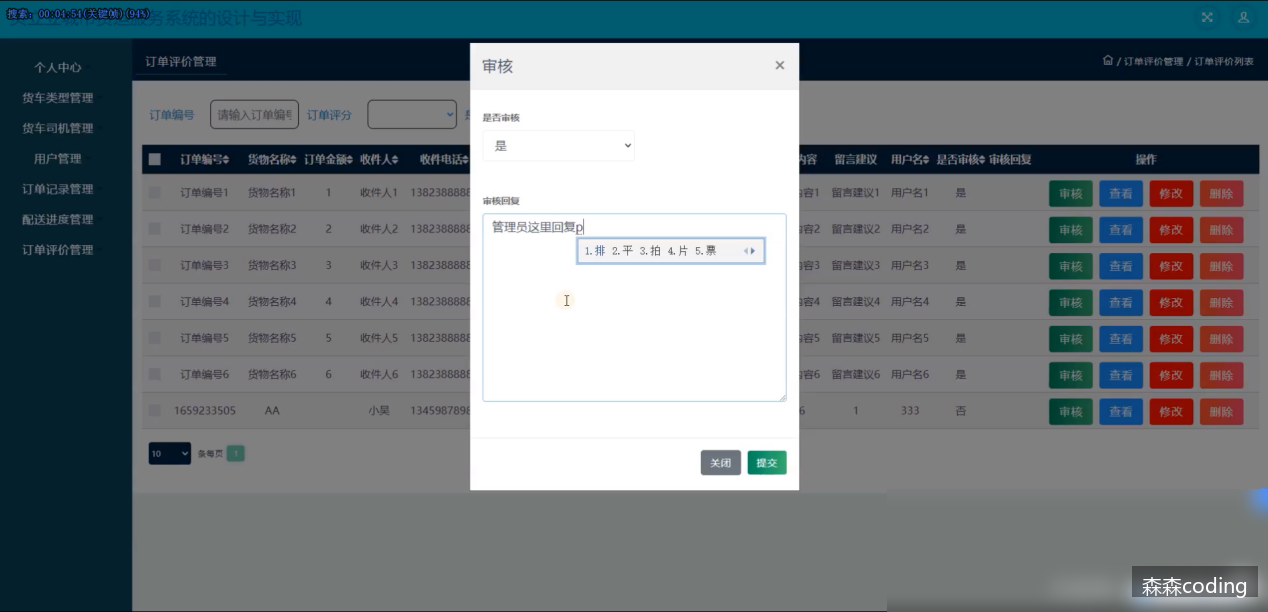 搜索: 00:04:54(关键帧)(94%)
服务系统的设计与实现
个人中心
货车类型管理
货车司机管理
用户管理
订单记录管理
配送进度管理
订单评价管理
订单评价管理
/ 订单评价管理 / 订单评价列表
订单编号 请输入订单编号 订单评分
订单编号 货物名称 订单金额 收件人 收件电话 内容 留言建议 用户名 是否审核 审核回复 操作
订单编号1 货物名称1 1 收件人1 1382388888 内容1 留言建议1 用户名1 是 审核 查看 修改 删除
订单编号2 货物名称2 2 收件人2 1382388888 内容2 留言建议2 用户名2 是 审核 查看 修改 删除
订单编号3 货物名称3 3 收件人3 1382388888 内容3 留言建议3 用户名3 是 审核 查看 修改 删除
订单编号4 货物名称4 4 收件人4 1382388888 内容4 留言建议4 用户名4 是 审核 查看 修改 删除
订单编号5 货物名称5 5 收件人5 1382388888 内容5 留言建议5 用户名5 是 审核 查看 修改 删除
订单编号6 货物名称6 6 收件人6 1382388888 内容6 留言建议6 用户名6 是 审核 查看 修改 删除
1659233505 AA 小吴 1345987898 6 1 333 否 审核 查看 修改 删除
10 条每页 1
审核 ×
是否审核
是
审核回复
管理员这里回复p
1.排 2.平 3.拍 4.片 5.票
关闭 提交
森森coding